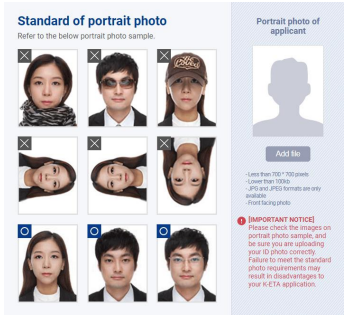 Standard of portrait photo
Refer to the below portrait photo sample.
Portrait photo of
applicant
Add file
- Less than 700 * 700 pixels
- Lower than 100kb
- JPG and JPEG formats are only
available
- Front facing photo
[IMPORTANT NOTICE]
Please check the images on
portrait photo sample, and
be sure you are uploading
your ID photo correctly.
Failure to meet the standard
photo requirements may
result in disadvantages to
your K-ETA application.